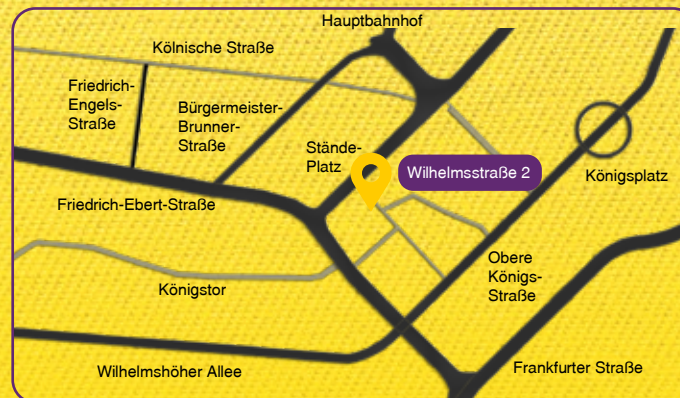 Hauptbahnhof
Kölnische Straße
Friedrich-
Engels-
Straße
Bürgermeister-
Brunner-
Straße
Stände-
Platz
Wilhelmsstraße 2
Königsplatz
Friedrich-Ebert-Straße
Obere
Königs-
Straße
Königstor
Wilhelmshöher Allee
Frankfurter Straße